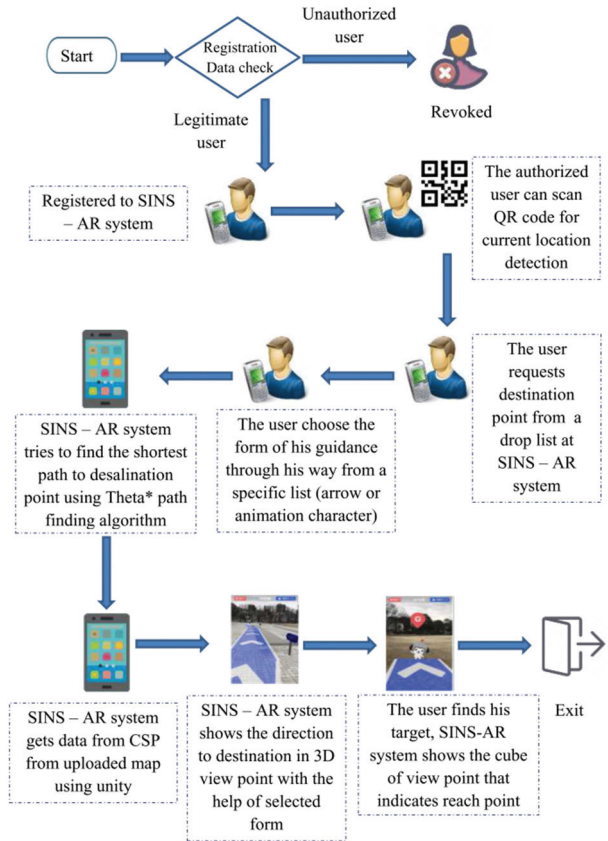 Start
Registration
Data check
Unauthorized
user
Revoked
Legitimate
user
Registered to SINS
– AR system
The authorized
user can scan
QR code for
current location
detection
The user
requests
destination
point from a
drop list at
SINS – AR
system
The user choose the
form of his guidance
through his way from a
specific list (arrow or
animation character)
SINS – AR system
tries to find the shortest
path to desalination
point using Theta* path
finding algorithm
SINS – AR system
gets data from CSP
from uploaded map
using unity
SINS – AR system
shows the direction
to destination in 3D
view point with the
help of selected
form
The user finds his
target, SINS-AR
system shows the cube
of view point that
indicates reach point
Exit